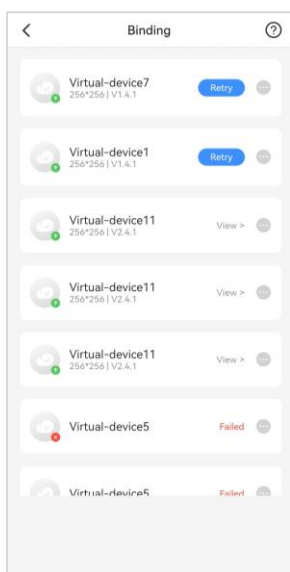 Binding
Virtual-device7
256*256 | V1.4.1
Retry
Virtual-device1
256*256 | V1.4.1
Retry
Virtual-device11
256*256 | V2.4.1
View >
Virtual-device11
256*256 | V2.4.1
View >
Virtual-device11
256*256 | V2.4.1
View >
Virtual-device5
Failed
Virtual-device5
Failed